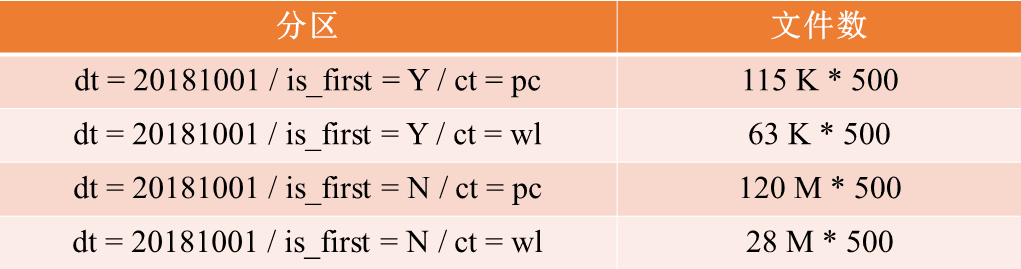 分区 文件数
dt = 20181001 / is_first = Y / ct = pc 115 K * 500
dt = 20181001 / is_first = Y / ct = wl 63 K * 500
dt = 20181001 / is_first = N / ct = pc 120 M * 500
dt = 20181001 / is_first = N / ct = wl 28 M * 500